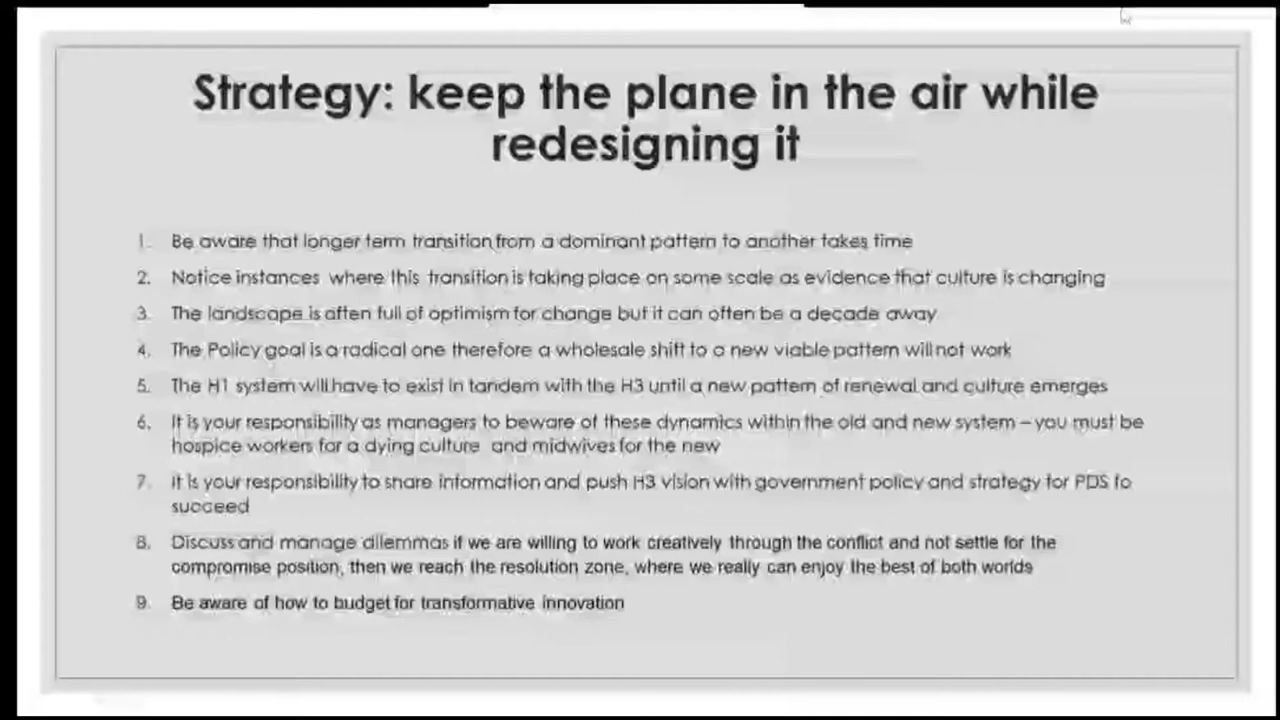 Strategy: keep the plane in the air while
redesigning it
1. Be aware that longer term transition from a dominant pattern to another takes time
2. Notice instances where this transition is taking place on some scale as evidence that culture is changing
3. The landscape is often full of optimism for change but it can often be a decade away
4. The Policy goal is a radical one therefore a wholesale shift to a new viable pattern will not work
5. The H1 system will have to exist in tandem with the H3 until a new pattern of renewal and culture emerges
6. It is your responsibility as managers to beware of these dynamics within the old and new system – you must be
hospice workers for a dying culture and midwives for the new
7. It is your responsibility to share information and push H3 vision with government policy and strategy for PDS to
succeed
8. Discuss and manage dilemmas if we are willing to work creatively through the conflict and not settle for the
compromise position, then we reach the resolution zone, where we really can enjoy the best of both worlds
9. Be aware of how to budget for transformative innovation